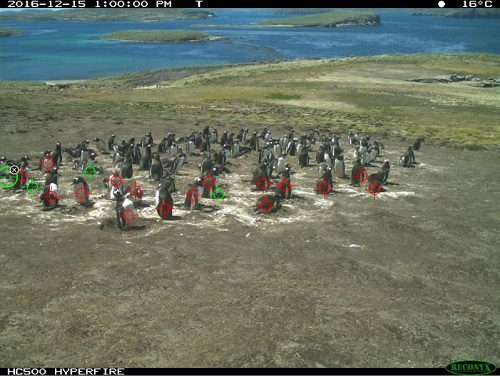 2016-12-15 1:00:00 PM T 16°C
HC500 HYPERFIRE RECONYX